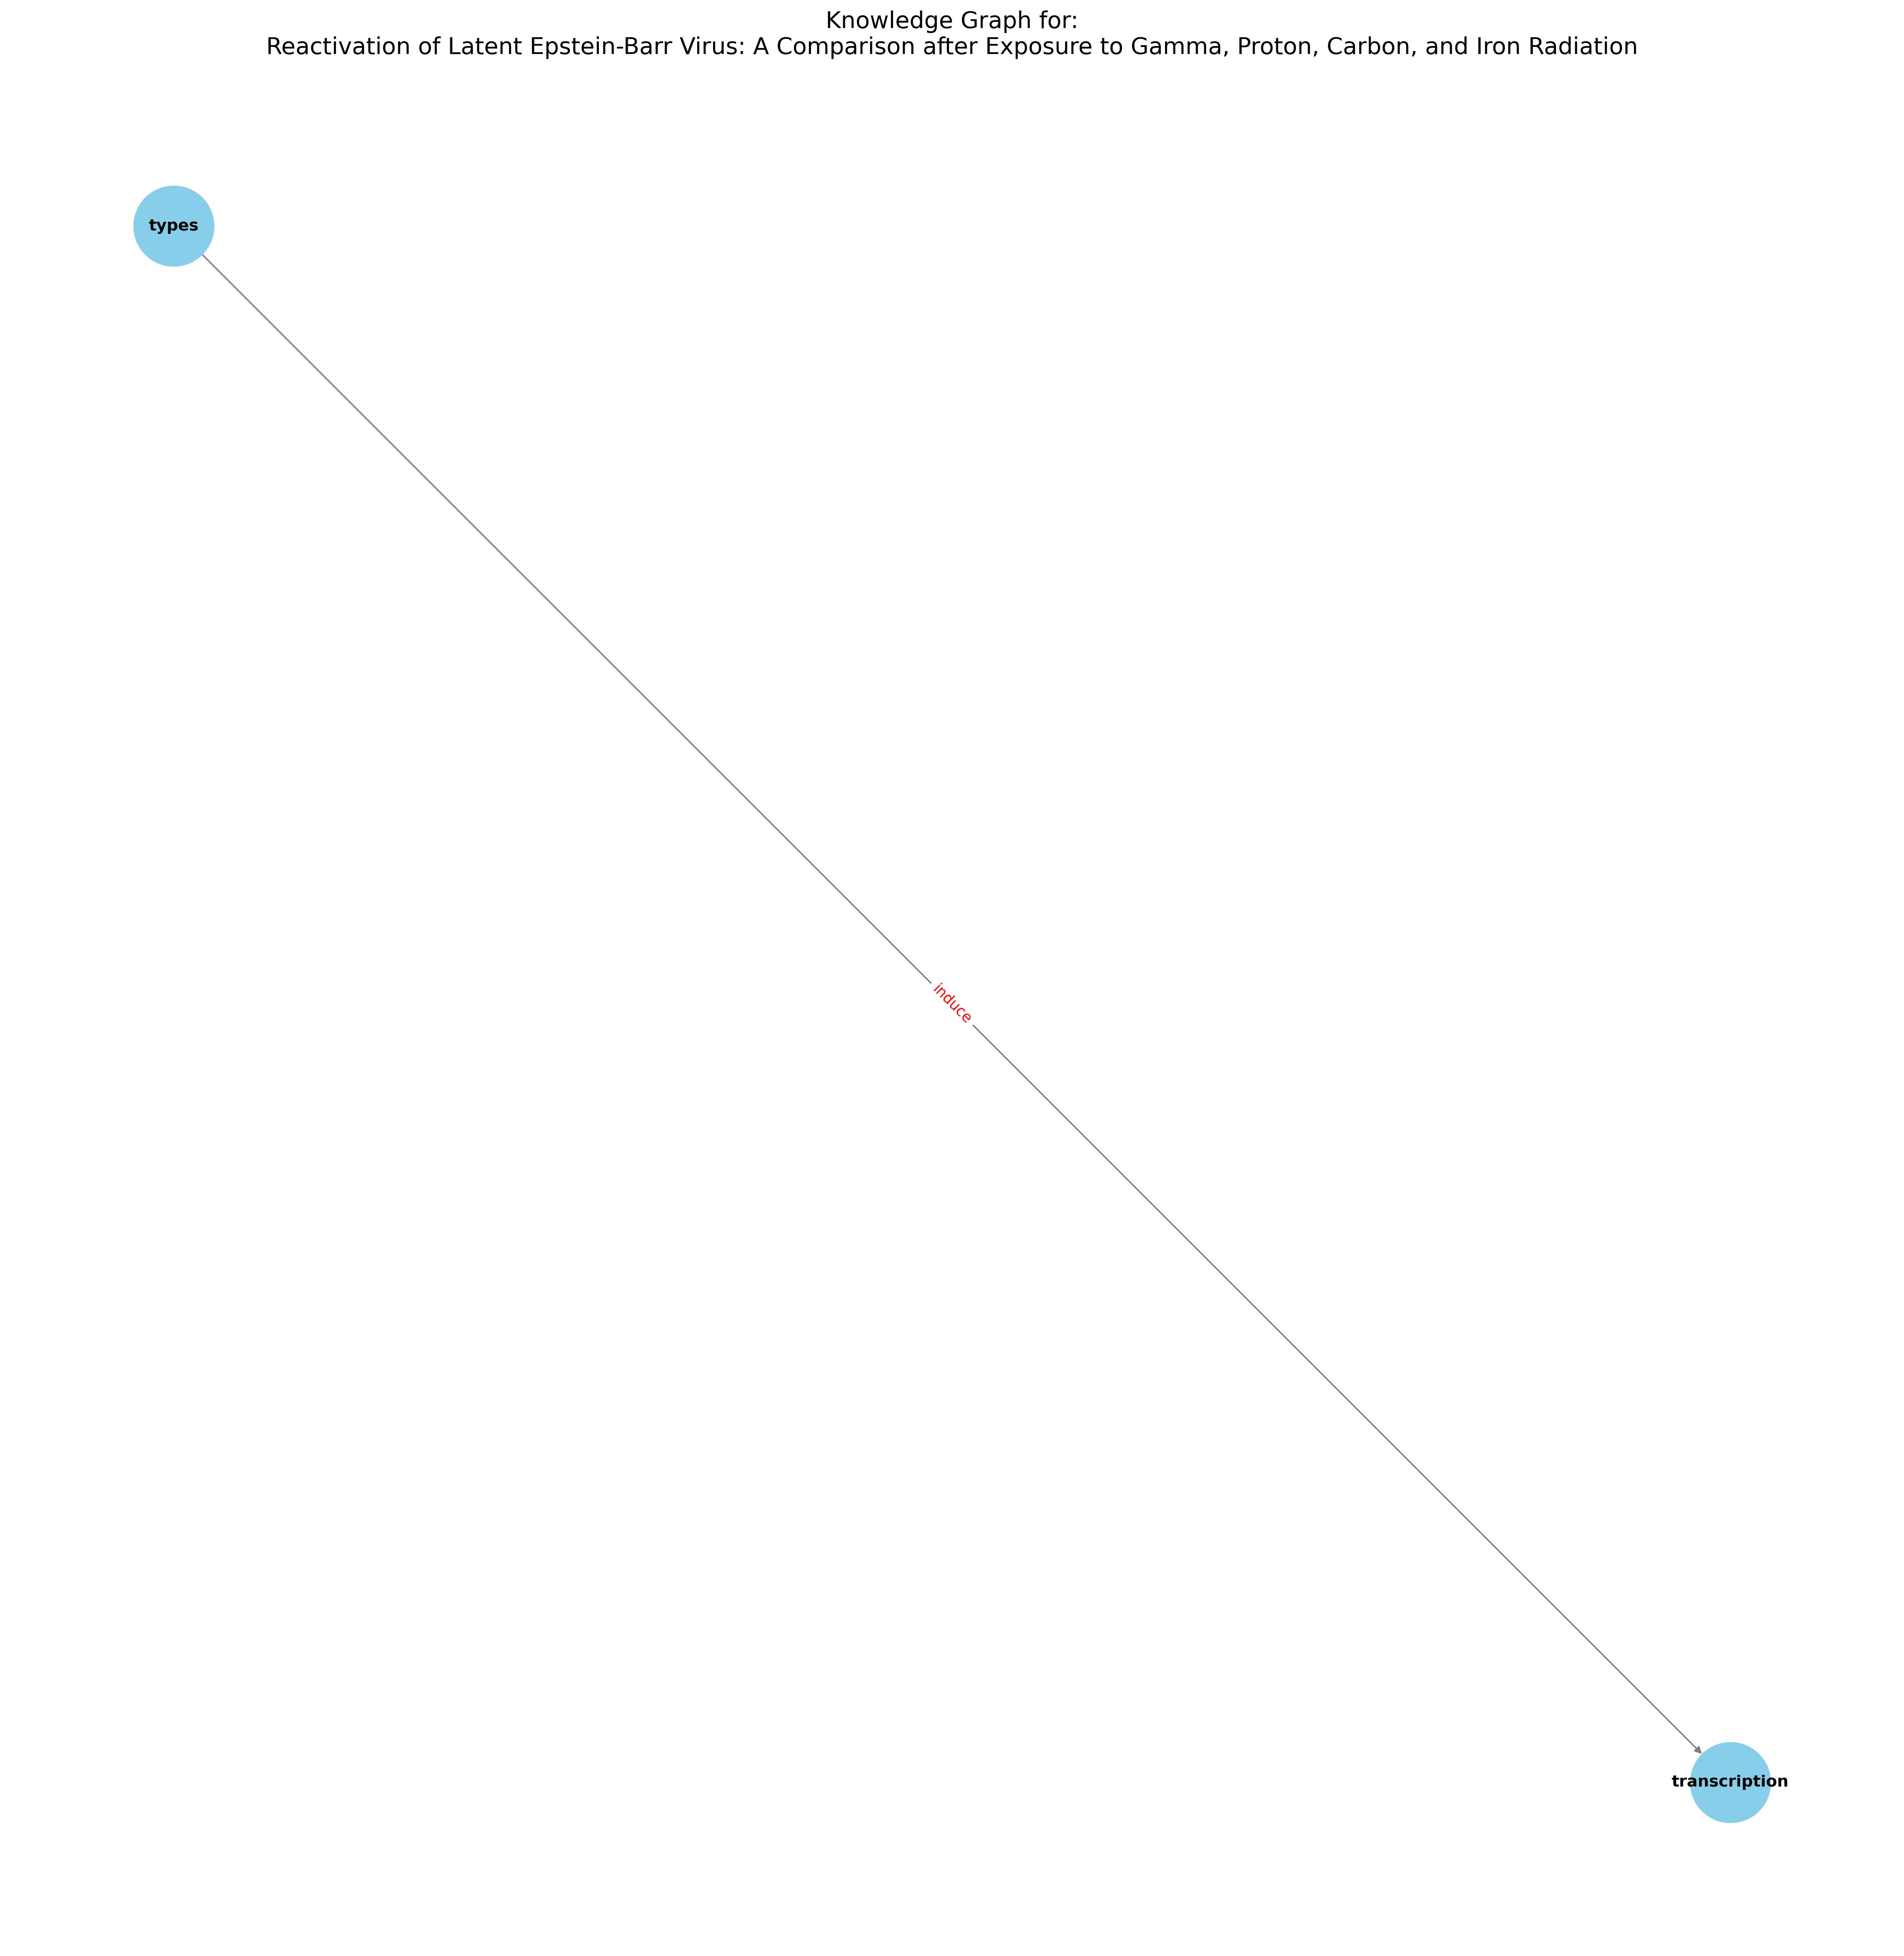 Knowledge Graph for:
Reactivation of Latent Epstein-Barr Virus: A Comparison after Exposure to Gamma, Proton, Carbon, and Iron Radiation
types
induce
transcription